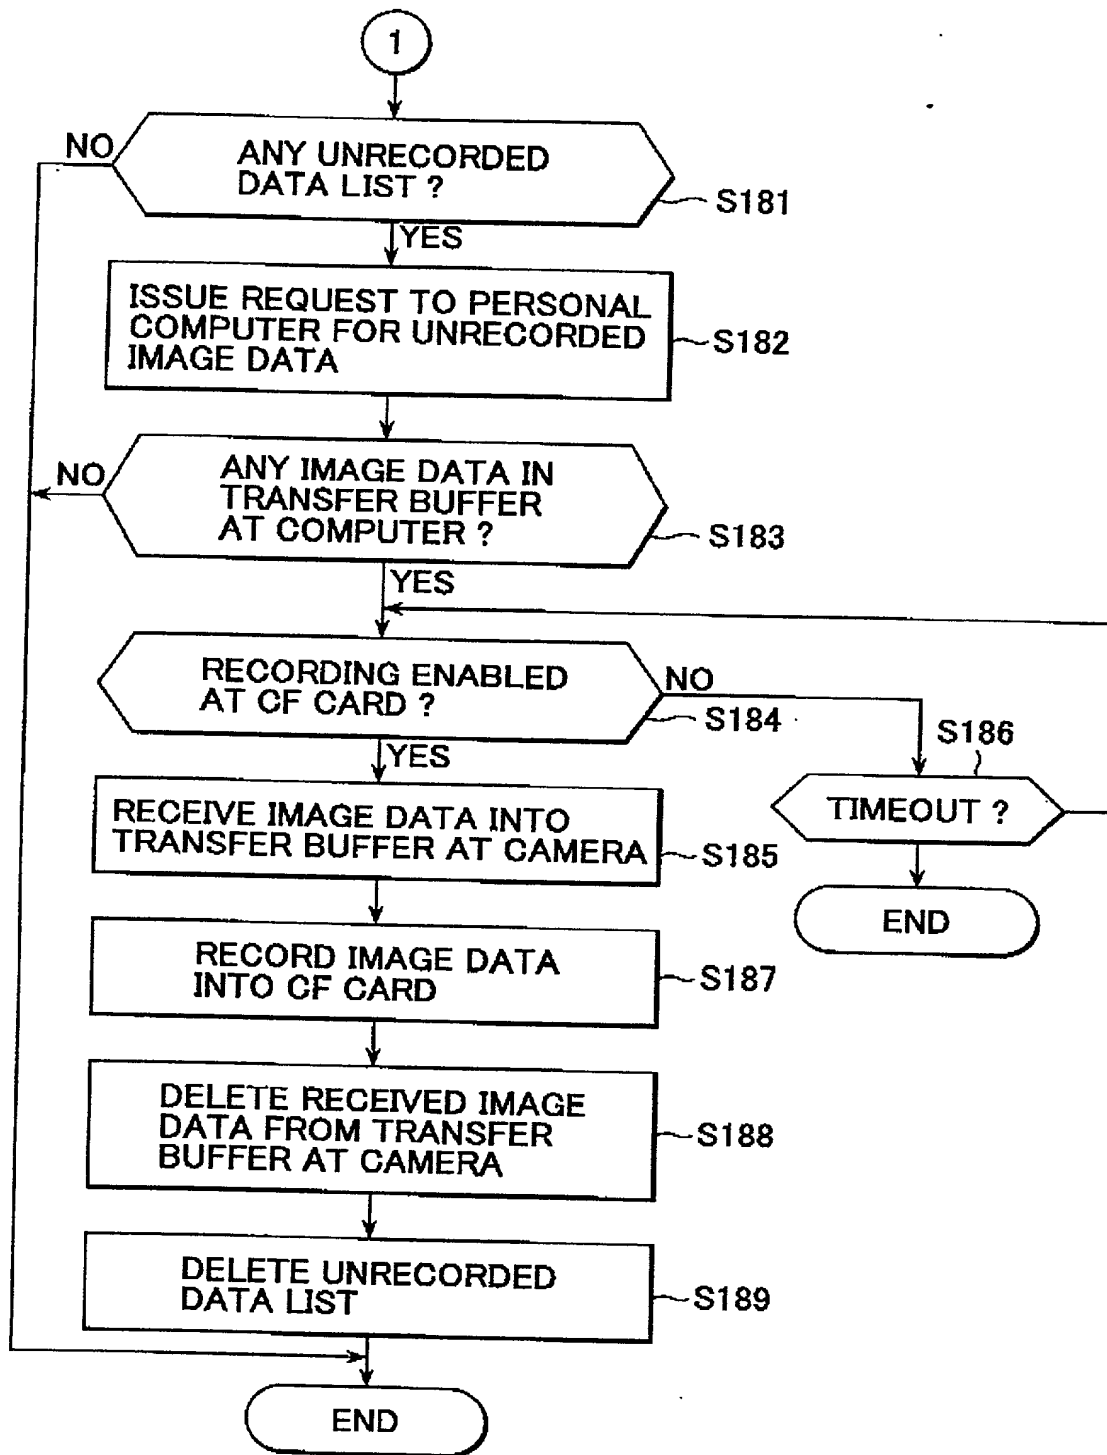 1
NO
ANY UNRECORDED
DATA LIST ?
S181
YES
ISSUE REQUEST TO PERSONAL
COMPUTER FOR UNRECORDED
IMAGE DATA
S182
NO
ANY IMAGE DATA IN
TRANSFER BUFFER
AT COMPUTER ?
S183
YES
RECORDING ENABLED
AT CF CARD ?
NO
S184
S186
YES
TIMEOUT ?
RECEIVE IMAGE DATA INTO
TRANSFER BUFFER AT CAMERA
S185
END
RECORD IMAGE DATA
INTO CF CARD
S187
DELETE RECEIVED IMAGE
DATA FROM TRANSFER
BUFFER AT CAMERA
S188
DELETE UNRECORDED
DATA LIST
S189
END